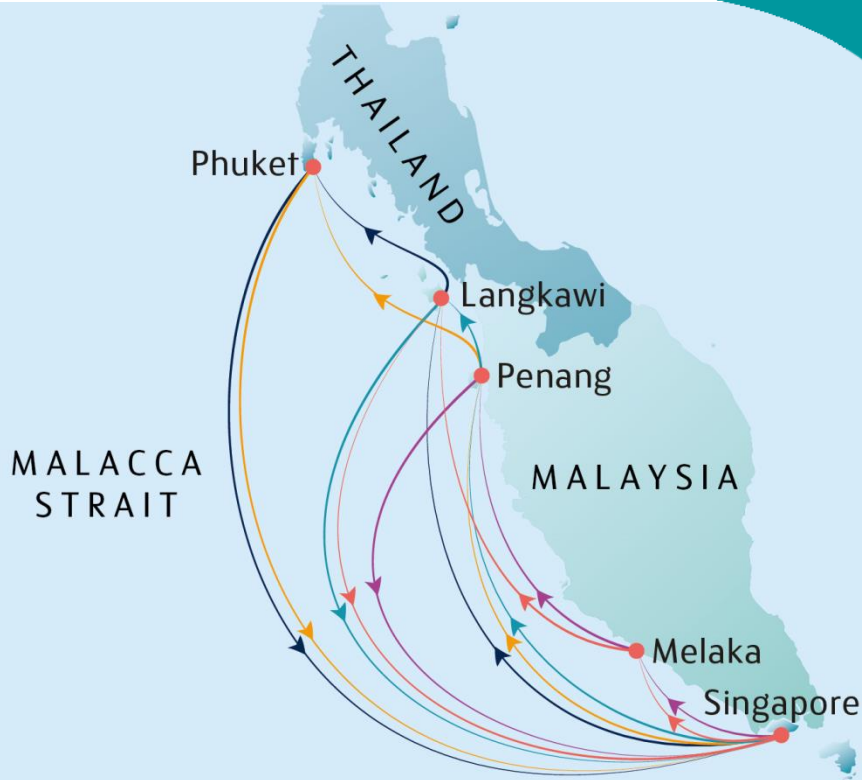 THAILAND
Phuket
Langkawi
Penang
MALACCA
STRAIT
MALAYSIA
Melaka
Singapore